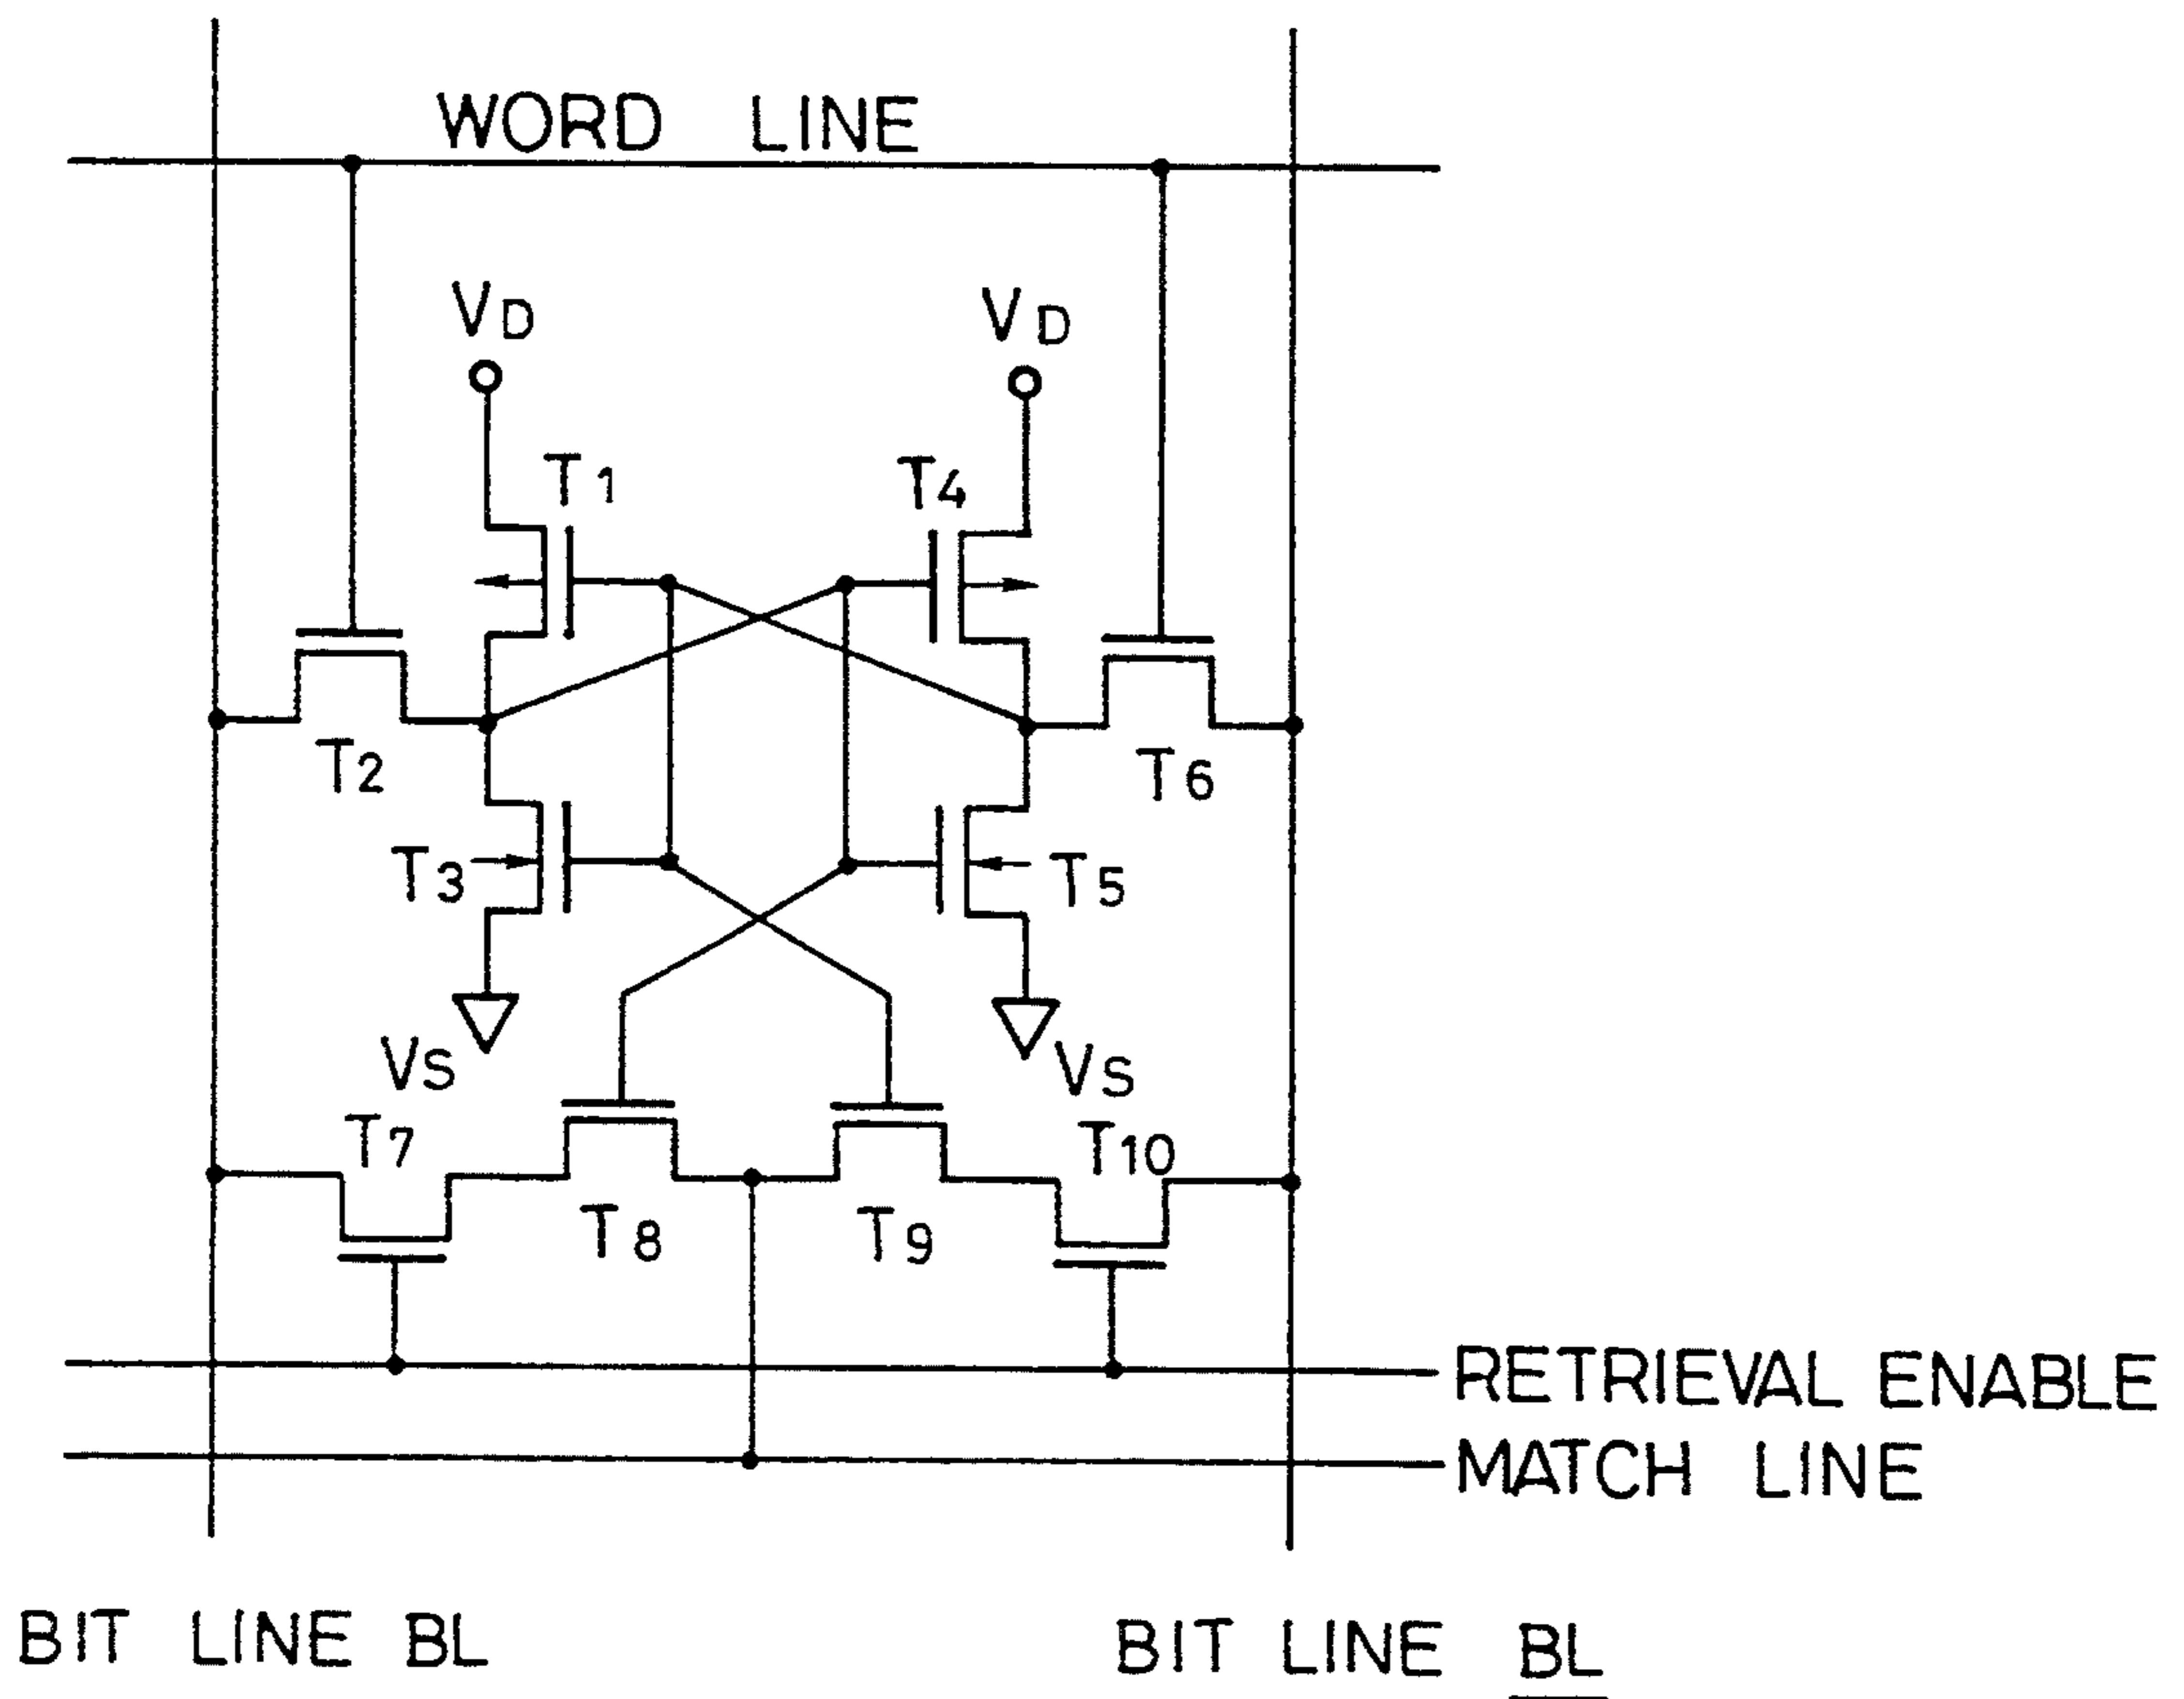 WORD LINE
VD
VD
T1
T4
T2
T6
T3
T5
VS
VS
T7
T10
T8
T9
RETRIEVAL ENABLE
MATCH LINE
BIT LINE BL
BIT LINE BL